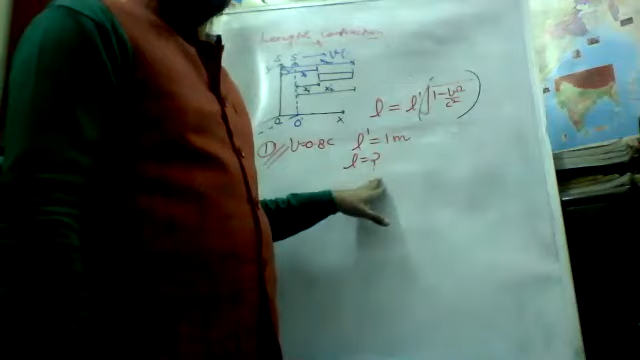 Length contraction
S S' → v<c
l = l' (√1-v²/c²)
O O' X
① v=0.8c l' = 1m
l = ?